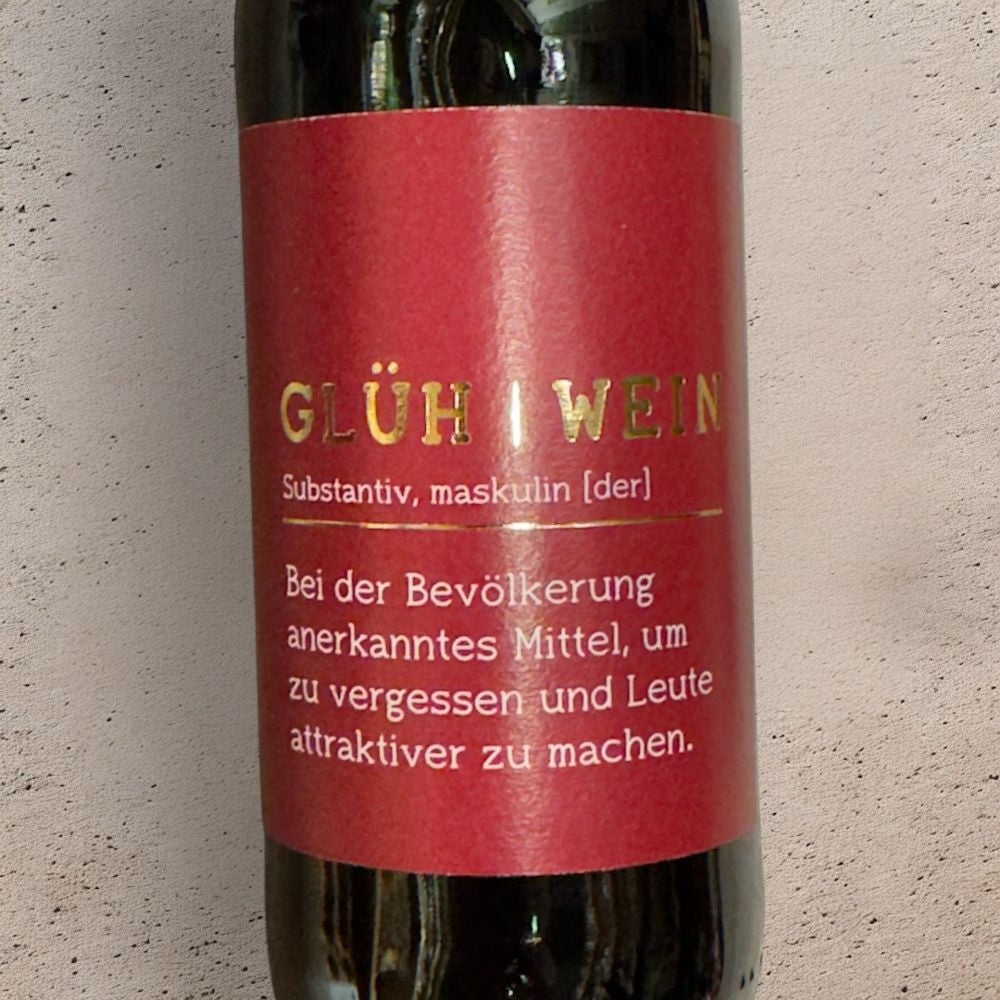 GLÜH | WEIN
Substantiv, maskulin [der]
Bei der Bevölkerung
anerkanntes Mittel, um
zu vergessen und Leute
attraktiver zu machen.